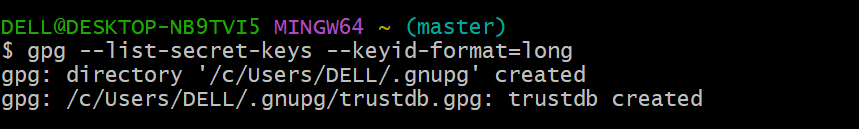 DELL@DESKTOP-NB9TVI5 MINGW64 ~ (master)
$ gpg --list-secret-keys --keyid-format=long
gpg: directory '/c/Users/DELL/.gnupg' created
gpg: /c/Users/DELL/.gnupg/trustdb.gpg: trustdb created